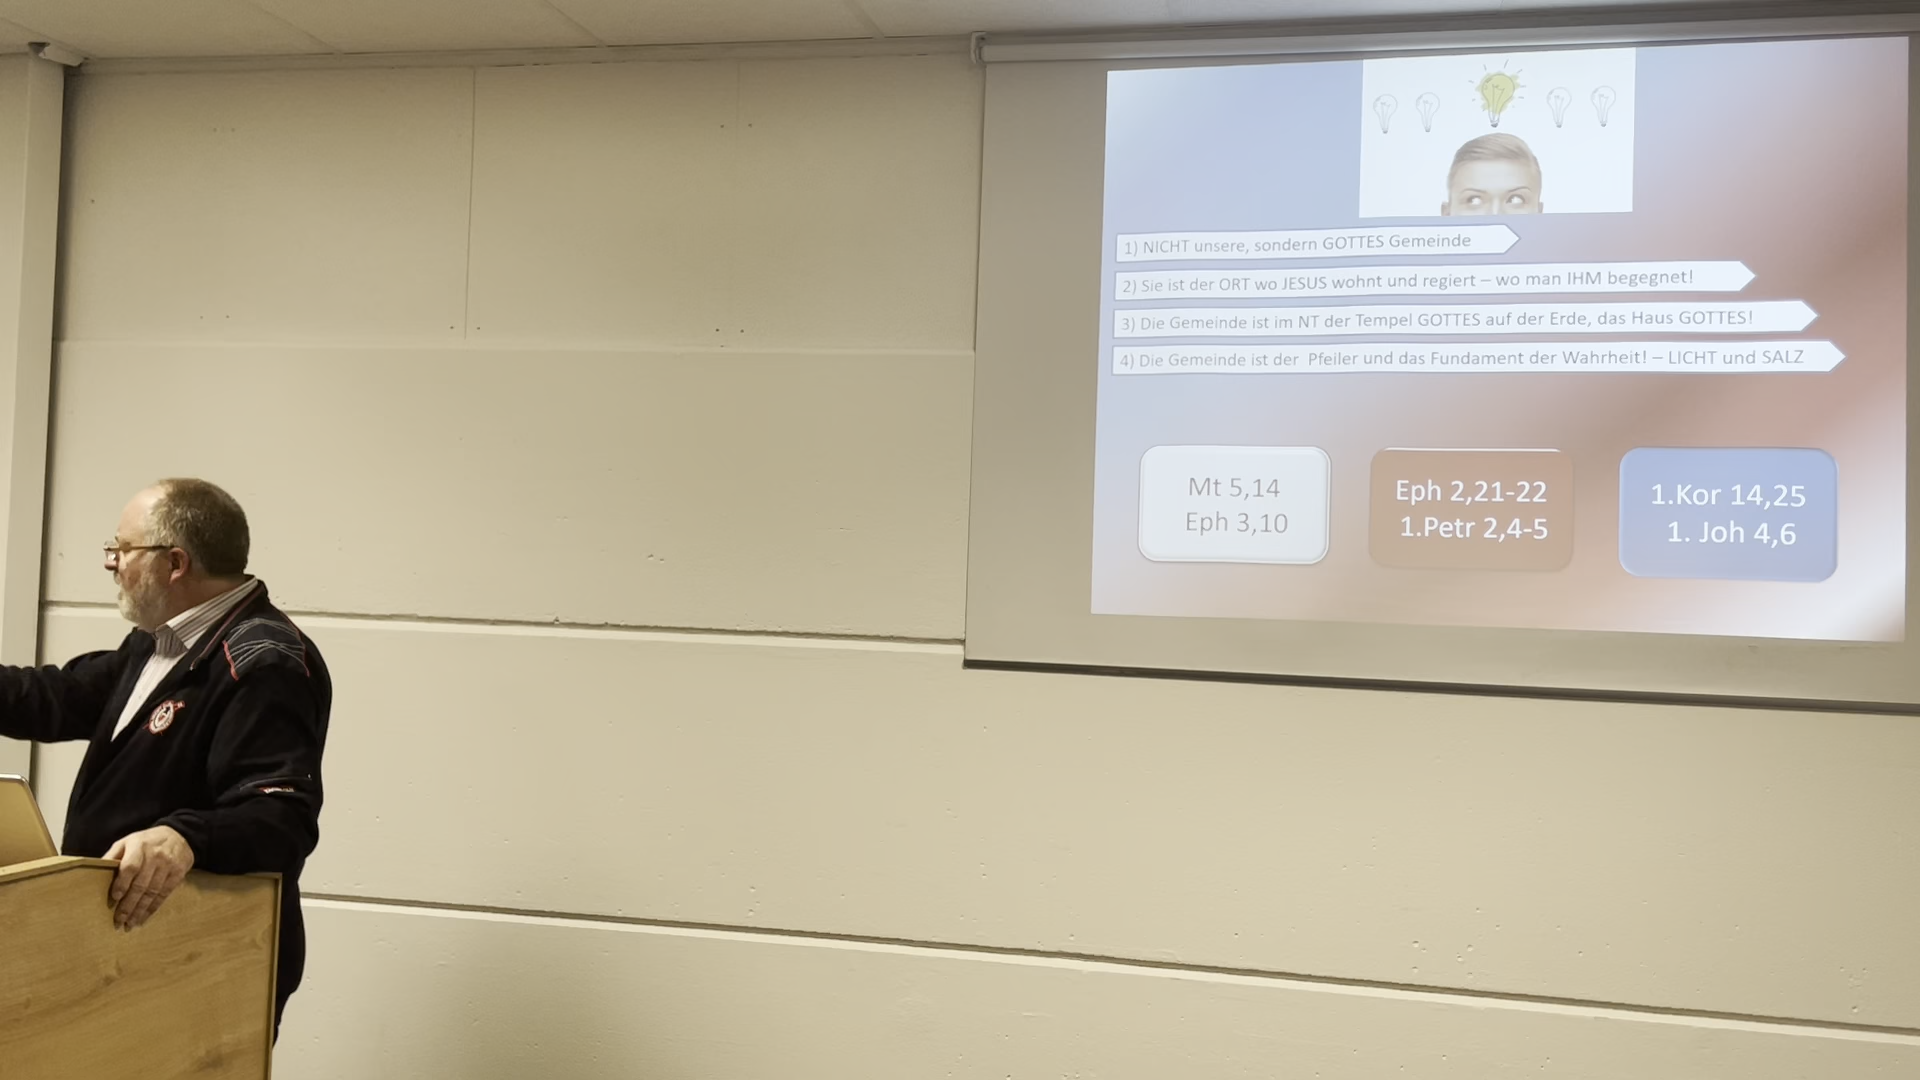 1) NICHT unsere, sondern GOTTES Gemeinde
2) Sie ist der ORT wo JESUS wohnt und regiert – wo man IHM begegnet!
3) Die Gemeinde ist im NT der Tempel GOTTES auf der Erde, das Haus GOTTES!
4) Die Gemeinde ist der Pfeiler und das Fundament der Wahrheit! – LICHT und SALZ
Mt 5,14
Eph 3,10
Eph 2,21-22
1.Petr 2,4-5
1.Kor 14,25
1. Joh 4,6